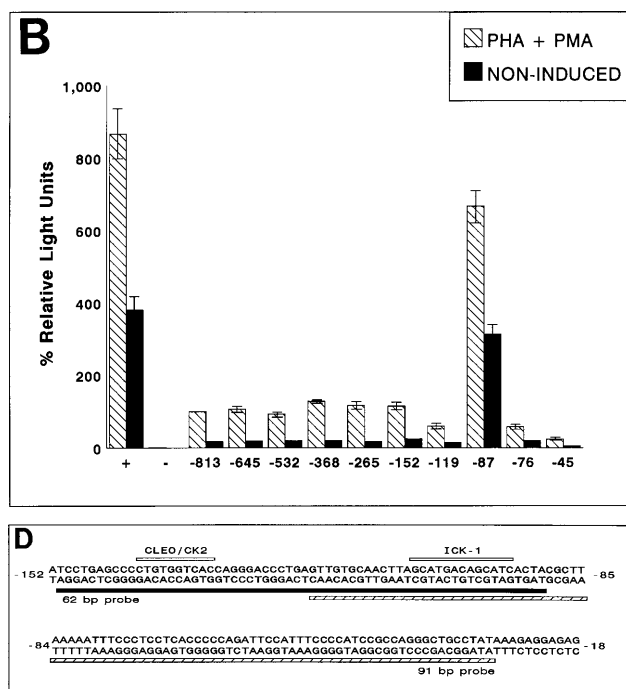 B
PHA + PMA
NON-INDUCED
% Relative Light Units
1,000
800
600
400
200
0
+ - -813 -645 -532 -368 -265 -152 -119 -87 -76 -45
D
CLEO/CK2 ICK-1
-152 ATCCTGAGCCCCTGTGGTCACCAGGGACCCTGAGTTGTGCAACTTAGCATGACAGCATCACTACGCTT -85
TAGGACTCGGGGACACCAGTGGTCCCTGGGACTCAACACGTTGAATCGTACTGTCGTAGTGATGCGAA
62 bp probe
-84 AAAAATTTCCCTCCTCACCCCCAGATTCCATTTCCCCATCCGCCAGGGCTGCCTATAAAGAGGAGAG -18
TTTTTAAAGGGAGGAGTGGGGGTCTAAGGTAAAGGGGTAGGCGGTCCCGACGGATATTTCTCCTCTC
91 bp probe